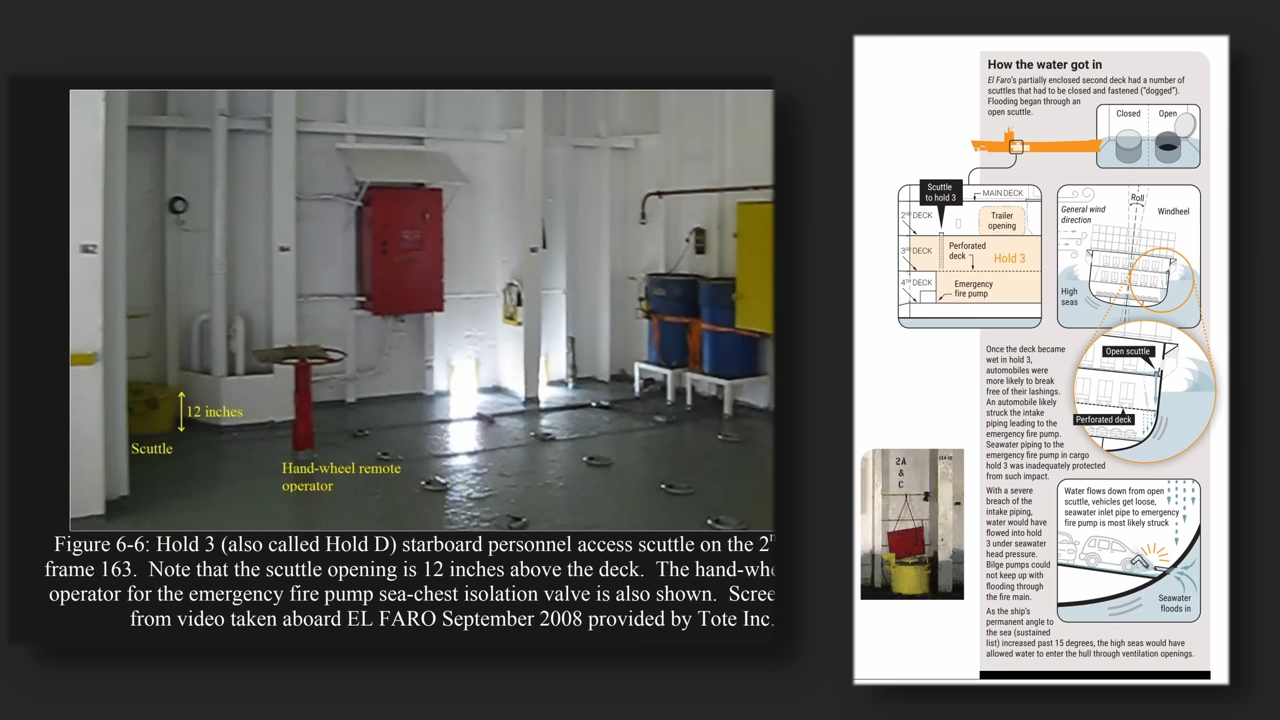 12 inches
Scuttle
Hand-wheel remote
operator
Figure 6-6: Hold 3 (also called Hold D) starboard personnel access scuttle on the 2
frame 163.  Note that the scuttle opening is 12 inches above the deck.  The
operator for the emergency fire pump sea-chest isolation valve is also shown.
from video taken aboard EL FARO September 2008 provided by Tote Inc.
How the water got in
El Faro's partially enclosed second deck had a number of
scuttles that had to be closed and fastened ("dogged").
Flooding began through an
open scuttle.
Closed
Open
Scuttle
to hold 3
MAIN DECK
2ND DECK
Trailer
opening
3RD DECK
Perforated
deck
Hold 3
4TH DECK
Emergency
fire pump
Roll
General wind
direction
Windheel
High
seas
Once the deck became
wet in hold 3,
automobiles were
more likely to break
free of their lashings.
An automobile likely
struck the intake
piping leading to the
emergency fire pump.
Seawater piping to the
emergency fire pump in cargo
hold 3 was inadequately protected
from such impact.
Open scuttle
Perforated deck
2A
&
C
With a severe
breach of the
intake piping,
water would have
flowed into hold
3 under seawater
head pressure.
Bilge pumps could
not keep up with
flooding through
the fire main.
Water flows down from open
scuttle, vehicles get loose,
seawater inlet pipe to emergency
fire pump is most likely struck
Seawater
floods in
As the ship's
permanent angle to
the sea (sustained
list) increased past 15 degrees, the high seas would have
allowed water to enter the hull through ventilation openings.